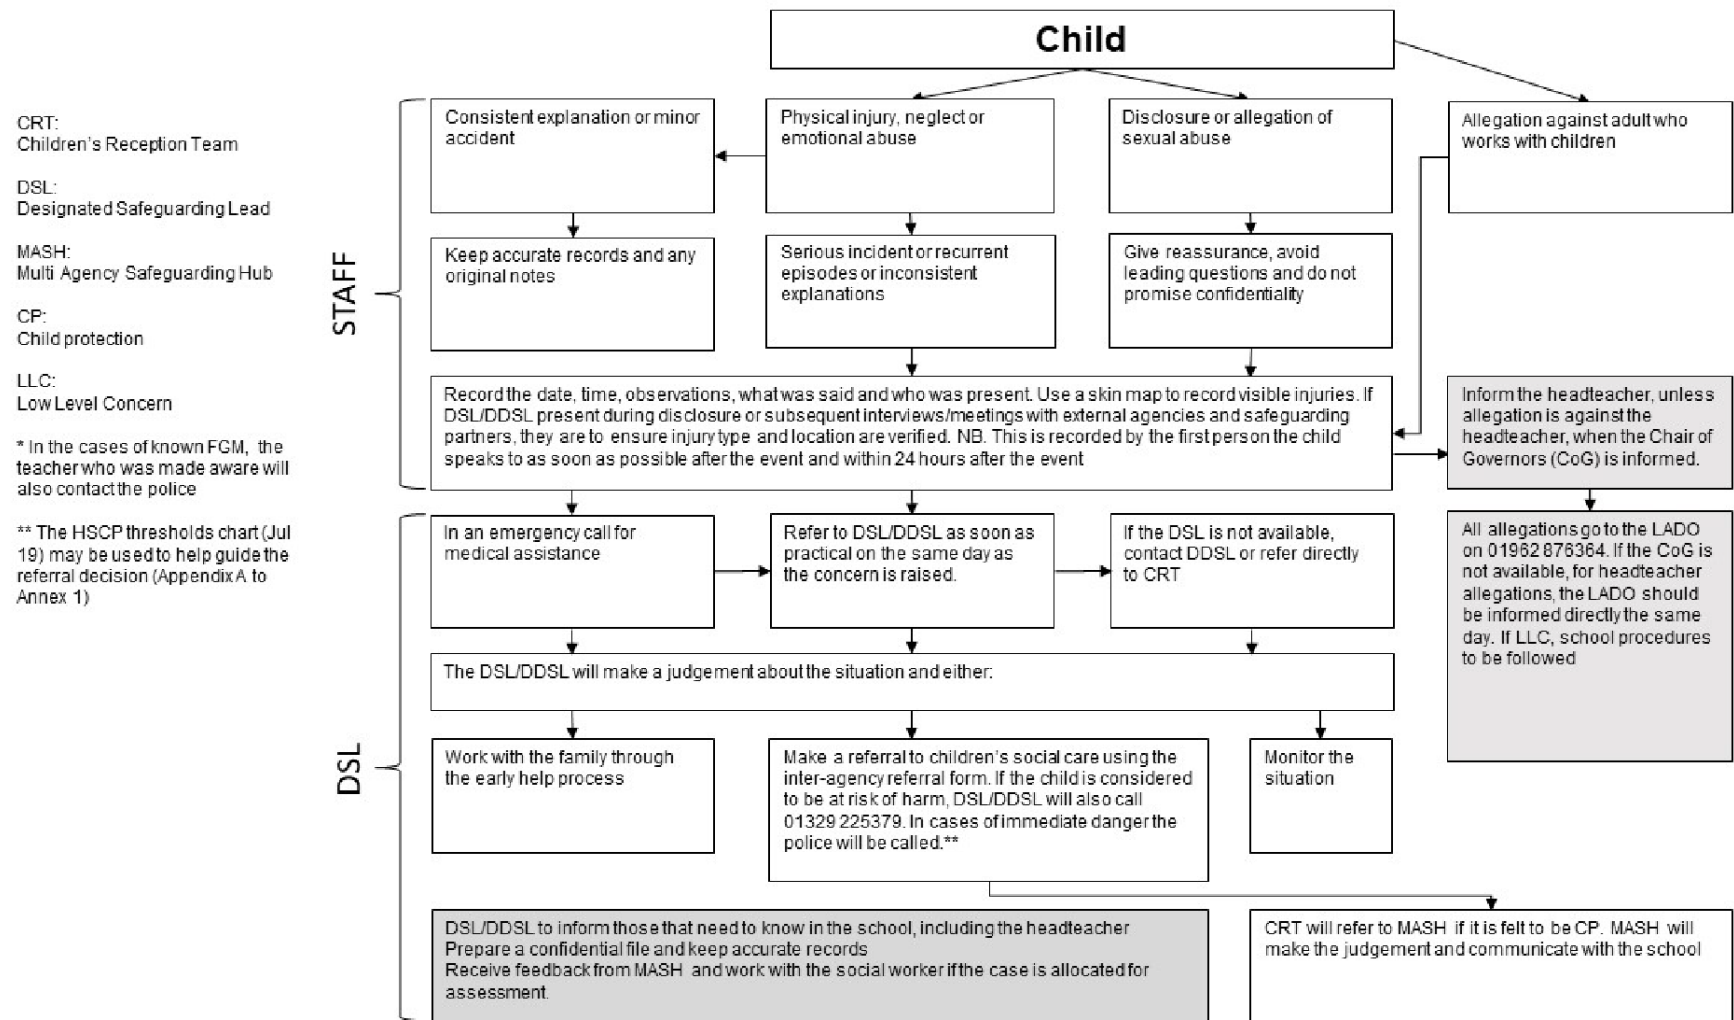 Child
CRT:
Children's Reception Team
DSL:
Designated Safeguarding Lead
MASH:
Multi Agency Safeguarding Hub
CP:
Child protection
LLC:
Low Level Concern
* In the cases of known FGM, the
teacher who was made aware will
also contact the police
** The HSCP thresholds chart (Jul
19) may be used to help guide the
referral decision (Appendix A to
Annex 1)
STAFF
Consistent explanation or minor
accident
Physical injury, neglect or
emotional abuse
Disclosure or allegation of
sexual abuse
Allegation against adult who
works with children
Keep accurate records and any
original notes
Serious incident or recurrent
episodes or inconsistent
explanations
Give reassurance, avoid
leading questions and do not
promise confidentiality
Record the date, time, observations, what was said and who was present. Use a skin map to record visible injuries. If
DSL/DDSL present during disclosure or subsequent interviews/meetings with external agencies and safeguarding
partners, they are to ensure injury type and location are verified. NB. This is recorded by the first person the child
speaks to as soon as possible after the event and within 24 hours after the event
Inform the headteacher, unless
allegation is against the
headteacher, when the Chair of
Governors (CoG) is informed.
DSL
In an emergency call for
medical assistance
Refer to DSL/DDSL as soon as
practical on the same day as
the concern is raised.
If the DSL is not available,
contact DDSL or refer directly
to CRT
All allegations go to the LADO
on 01962 876364. If the CoG is
not available, for headteacher
allegations, the LADO should
be informed directly the same
day. If LLC, school procedures
to be followed
The DSL/DDSL will make a judgement about the situation and either:
Work with the family through
the early help process
Make a referral to children's social care using the
inter-agency referral form. If the child is considered
to be at risk of harm, DSL/DDSL will also call
01329 225379. In cases of immediate danger the
police will be called.**
Monitor the
situation
DSL/DDSL to inform those that need to know in the school, including the headteacher
Prepare a confidential file and keep accurate records
Receive feedback from MASH and work with the social worker if the case is allocated for
assessment.
CRT will refer to MASH if it is felt to be CP. MASH will
make the judgement and communicate with the school